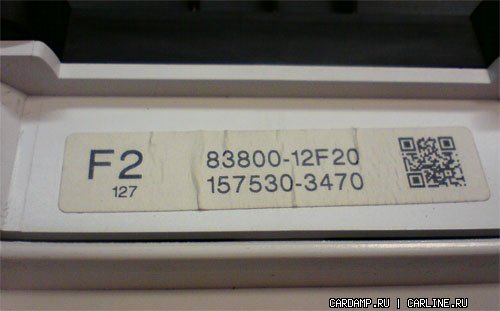 F2
127
83800-12F20
157530-3470
CARDAMP.RU | CARLINE.RU